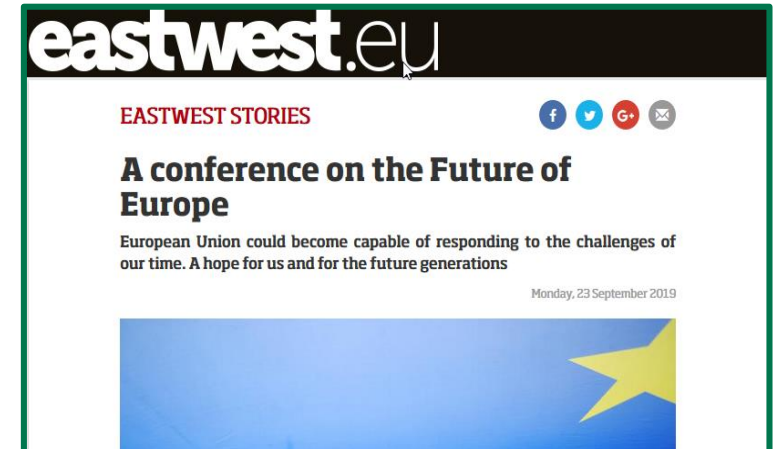 eastwest.eu
EASTWEST STORIES
f G+
A conference on the Future of
Europe
European Union could become capable of responding to the challenges of
our time. A hope for us and for the future generations
Monday, 23 September 2019